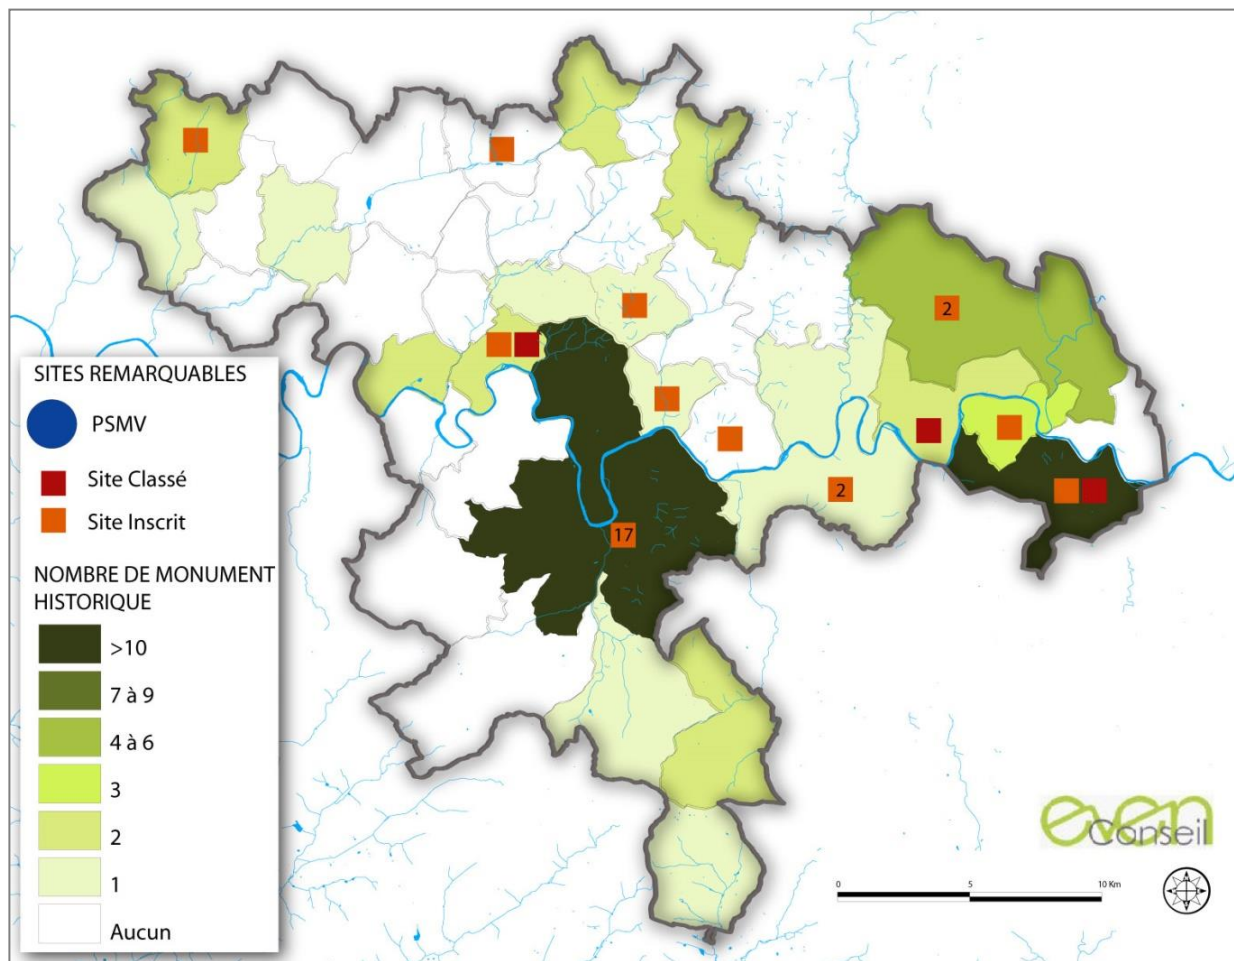 2
2
17
SITES REMARQUABLES
PSMV
Site Classé
Site Inscrit
NOMBRE DE MONUMENT
HISTORIQUE
>10
7 à 9
4 à 6
3
2
1
Aucun
even
Conseil
0 5 10 Km